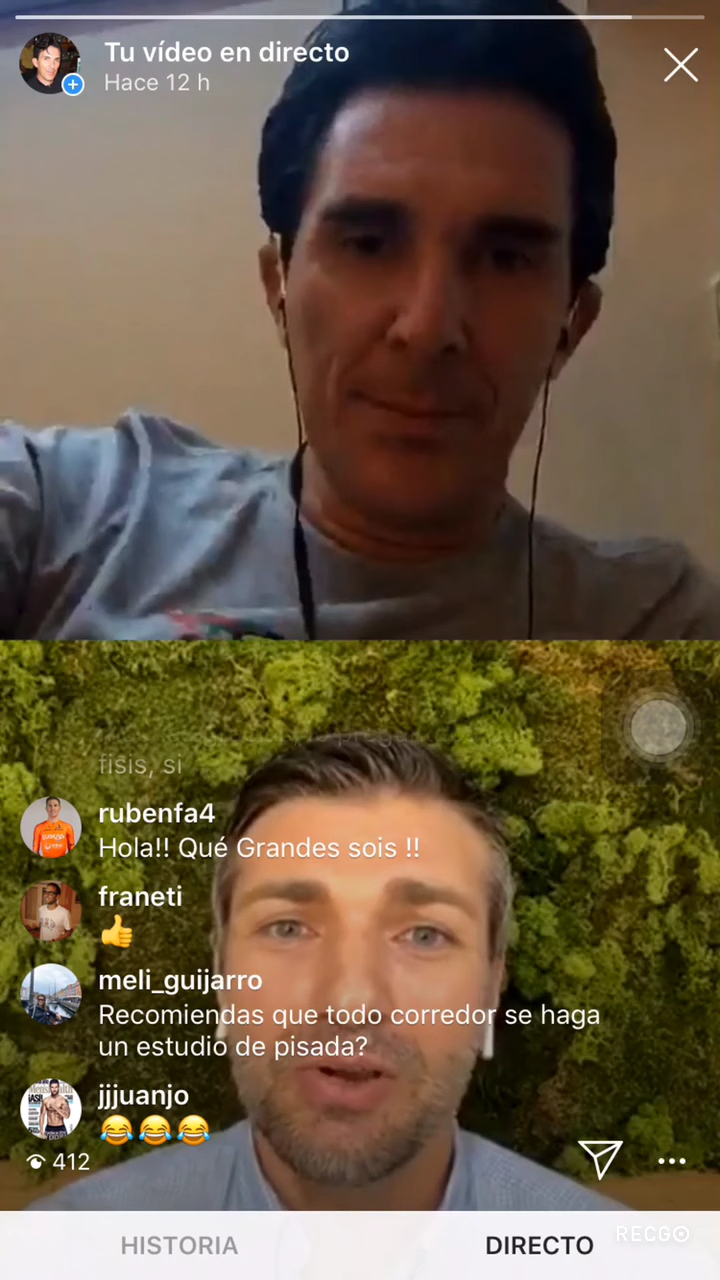 Tu vídeo en directo
Hace 12 h
fisis, si
rubenfa4
Hola!! Qué Grandes sois !!
franeti
👍
meli_guijarro
Recomiendas que todo corredor se haga
un estudio de pisada?
jjjuanjo
😂😂😂
412
HISTORIA
DIRECTO
RECGO